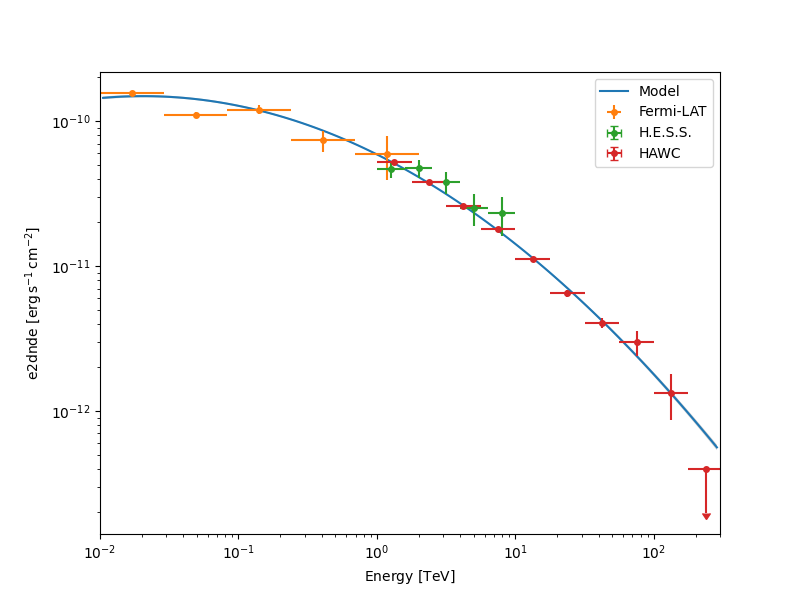 Model
Fermi-LAT
H.E.S.S.
HAWC
e2dnde [erg s⁻¹ cm⁻²]
10⁻¹⁰
10⁻¹¹
10⁻¹²
10⁻² 10⁻¹ 10⁰ 10¹ 10²
Energy [TeV]